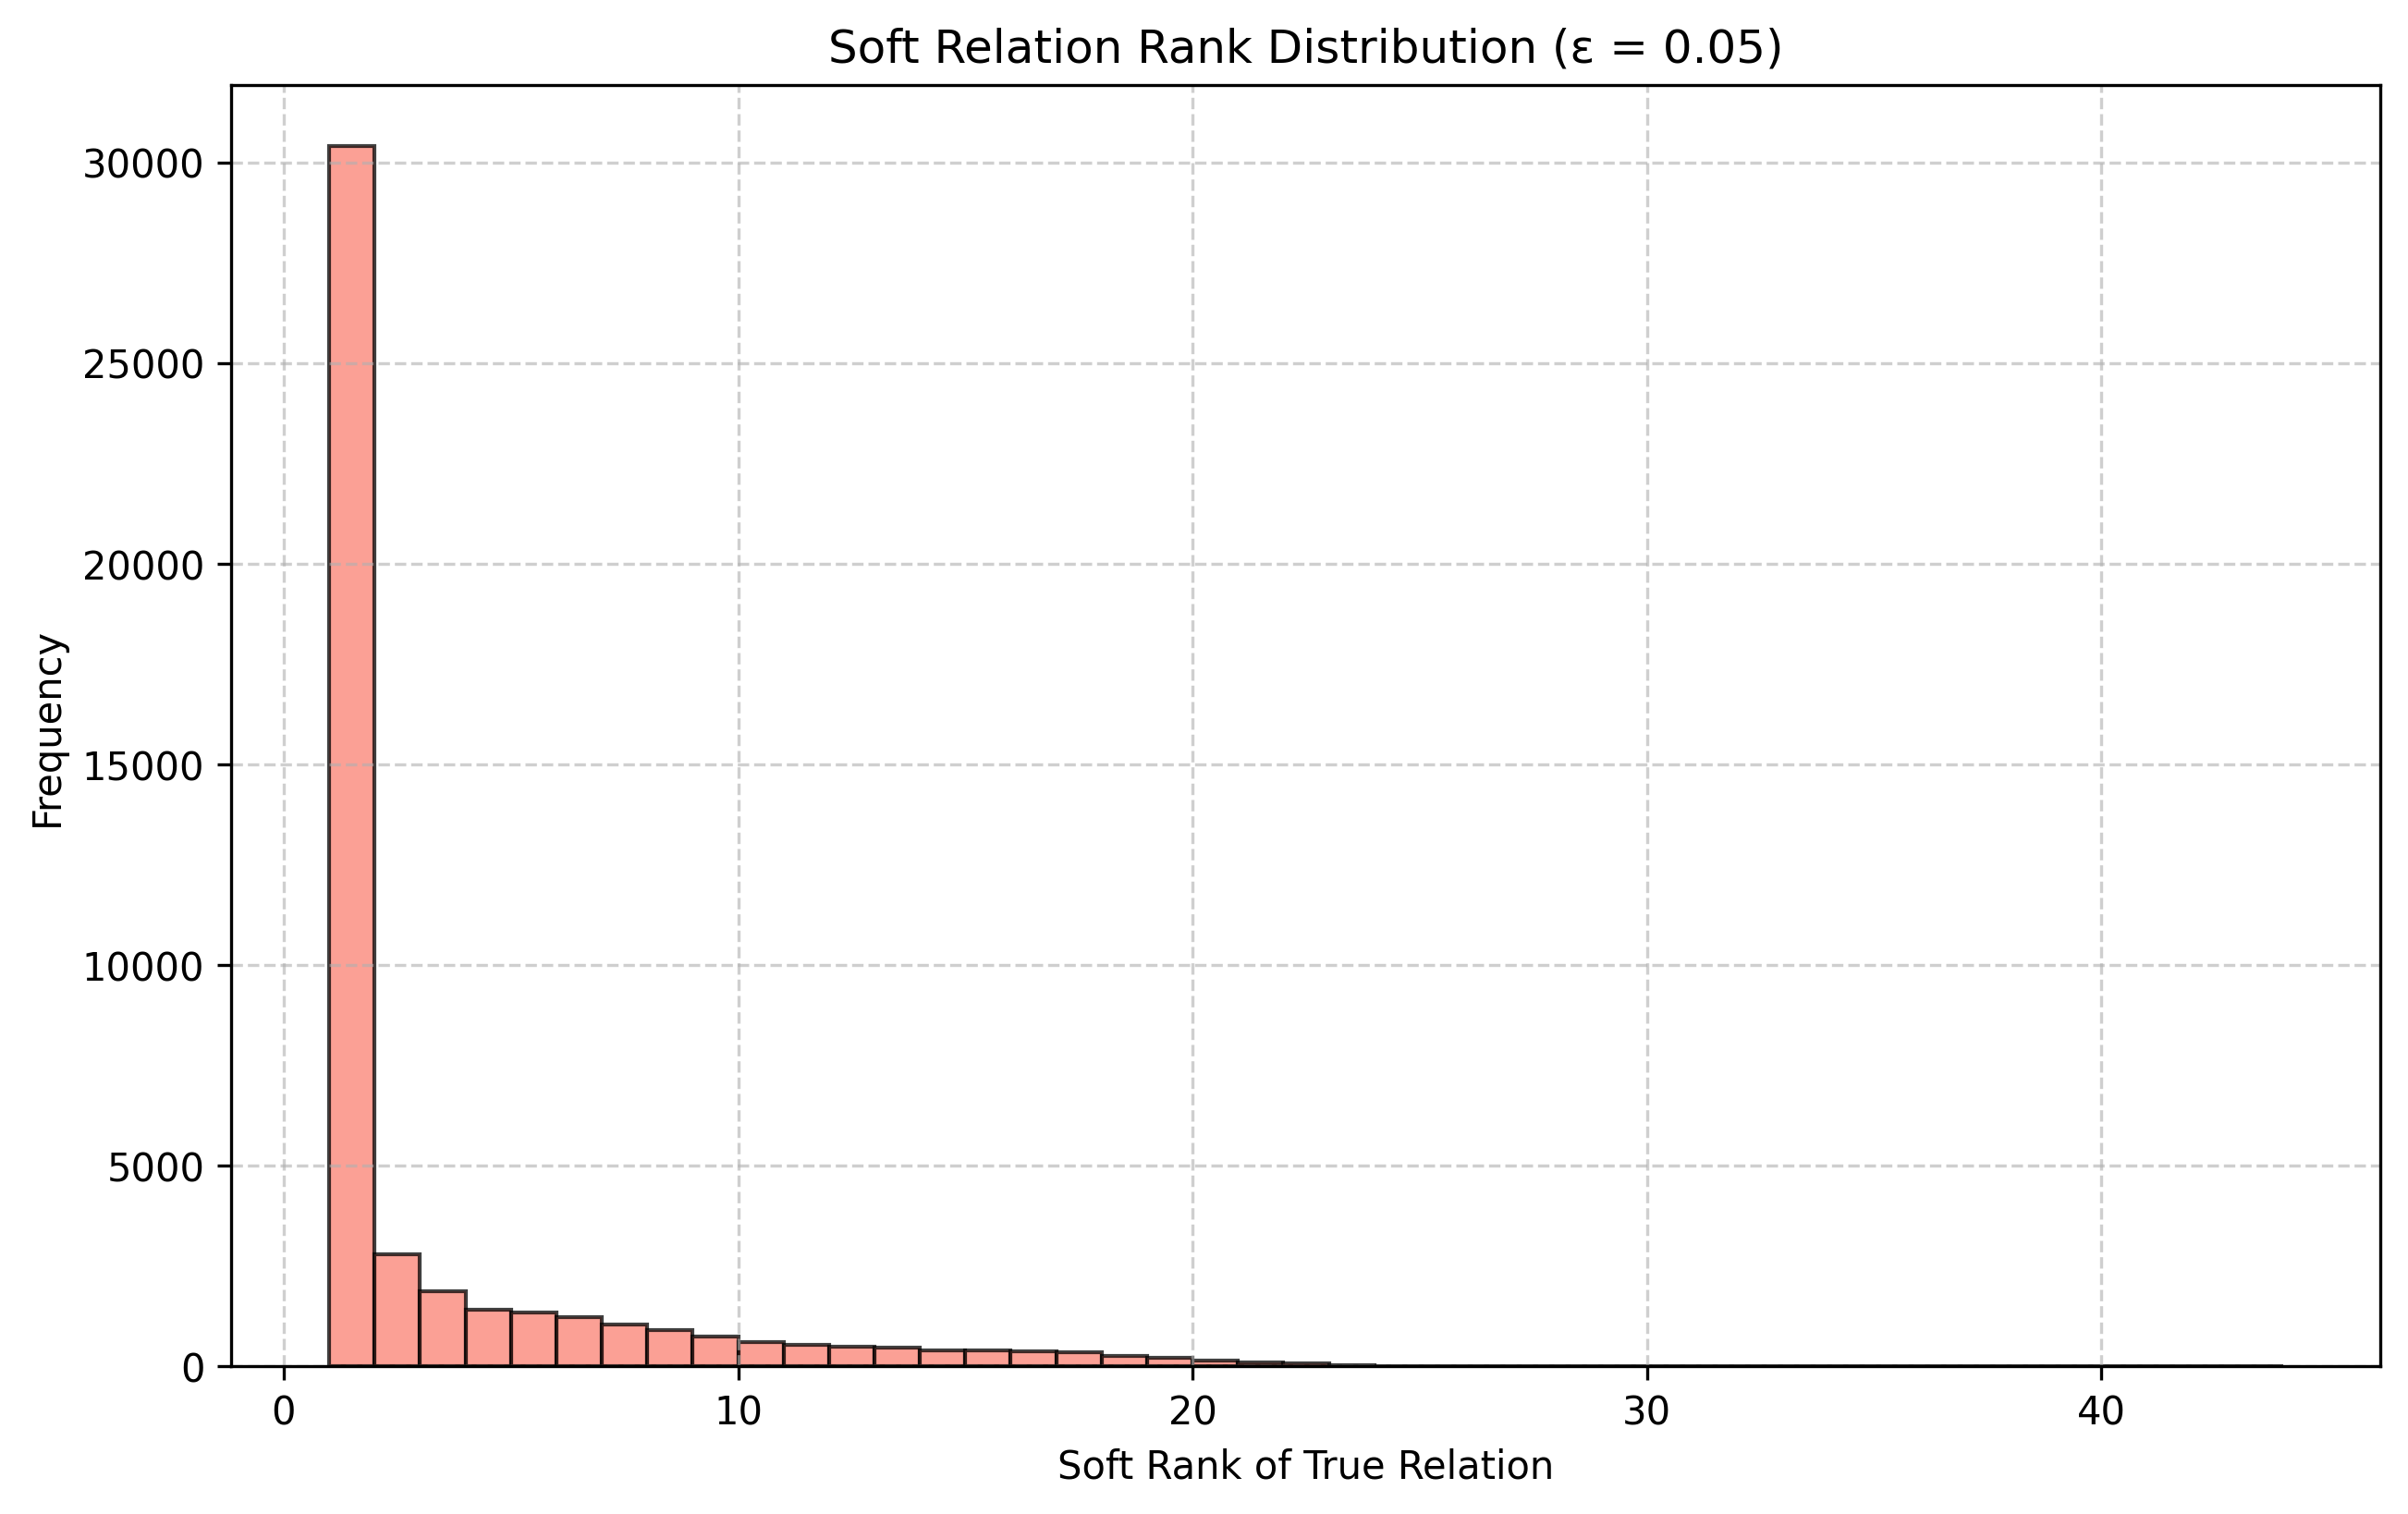 Soft Relation Rank Distribution (ε = 0.05)
30000
25000
20000
15000
10000
5000
0
Frequency
0 10 20 30 40
Soft Rank of True Relation